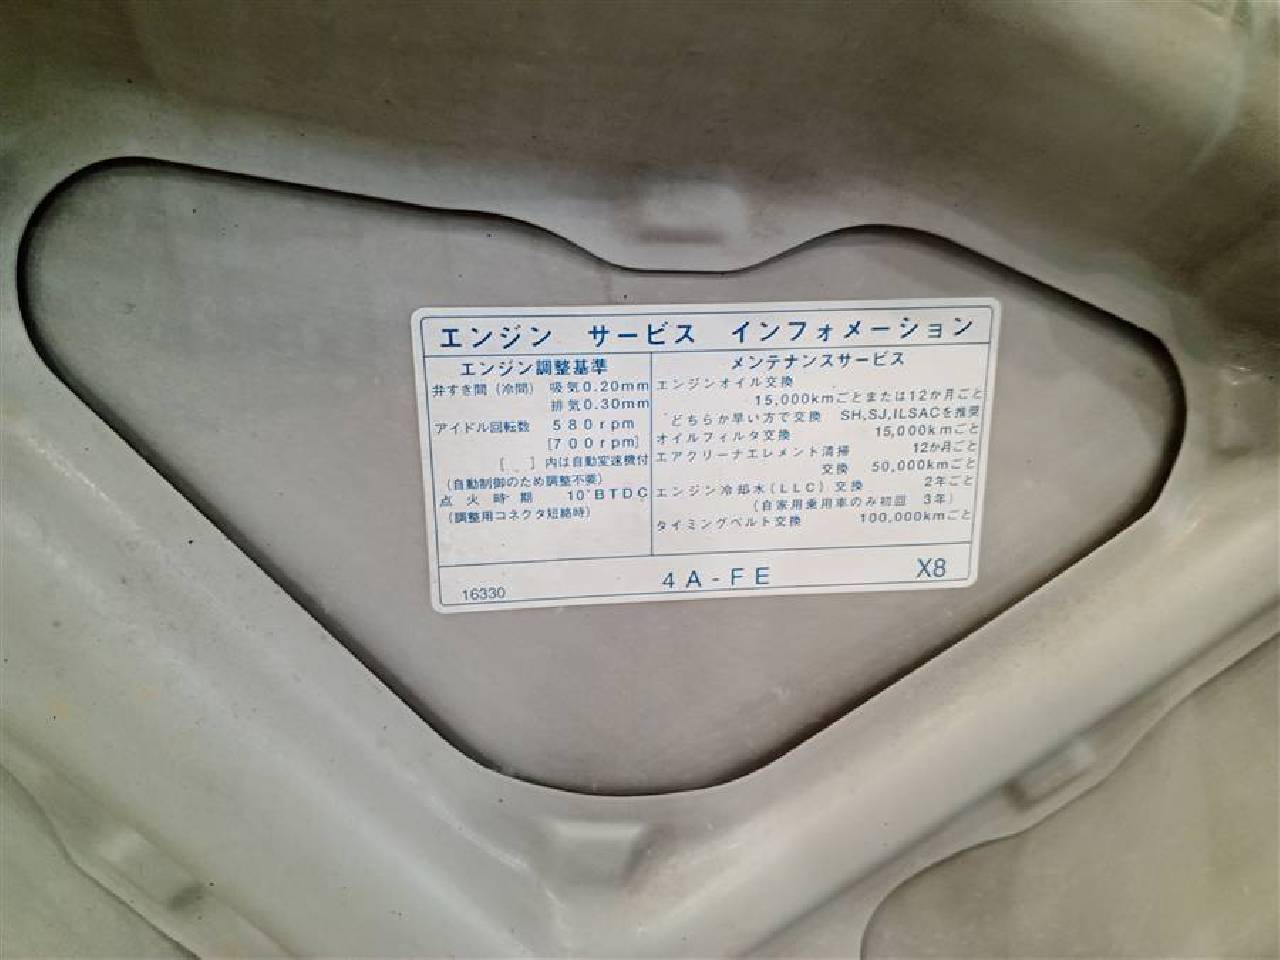 エンジン サービス インフォメーション
エンジン調整基準
弁すき間(冷間) 吸気0.20mm
排気0.30mm
アイドル回転数 580rpm
[700rpm]
[ ]内は自動変速機付
(自動制御のため調整不要)
点火時期 10°BTDC
(調整用コネクタ短絡時)
メンテナンスサービス
エンジンオイル交換
15,000kmごとまたは12か月ごと
どちらか早い方で交換 SH,SJ,ILSACを推奨
オイルフィルタ交換 15,000kmごと
エアクリーナエレメント清掃 12か月ごと
交換 50,000kmごと
エンジン冷却水(LLC)交換 2年ごと
(自家用乗用車のみ初回 3年)
タイミングベルト交換 100,000kmごと
16330 4A-FE X8